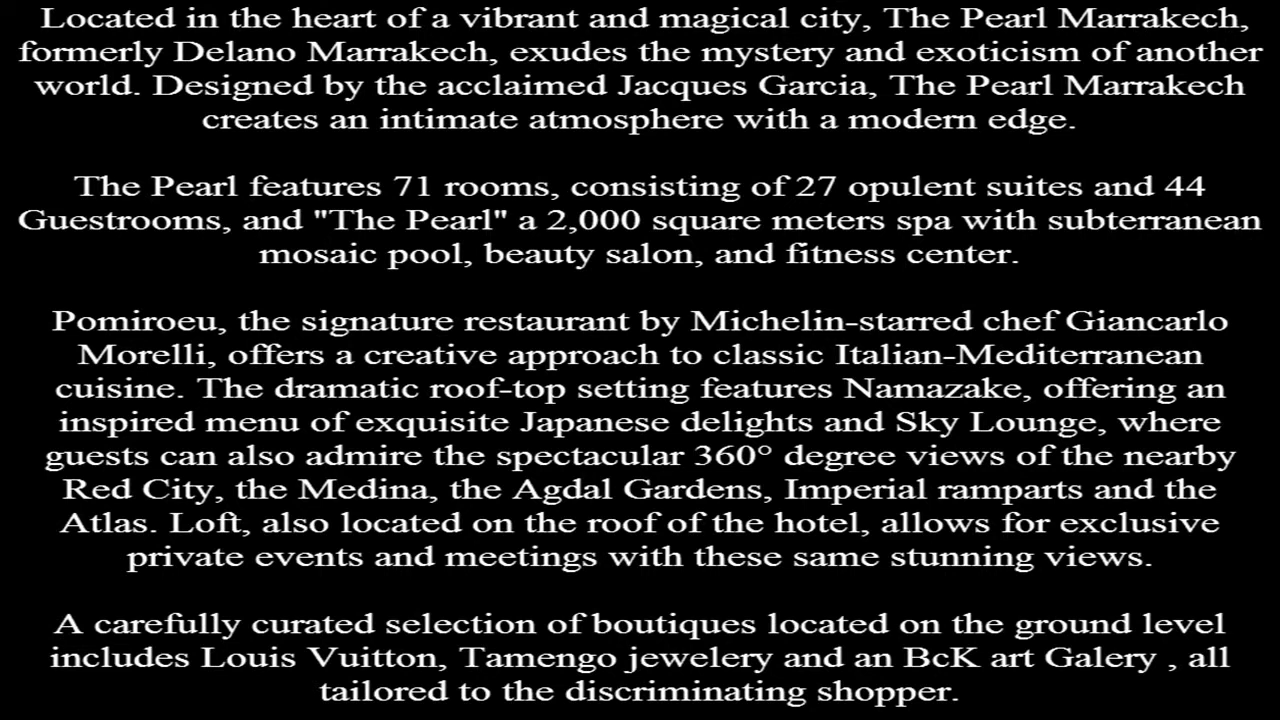 Located in the heart of a vibrant and magical city, The Pearl Marrakech,
formerly Delano Marrakech, exudes the mystery and exoticism of another
world. Designed by the acclaimed Jacques Garcia, The Pearl Marrakech
creates an intimate atmosphere with a modern edge.
The Pearl features 71 rooms, consisting of 27 opulent suites and 44
Guestrooms, and "The Pearl" a 2,000 square meters spa with subterranean
mosaic pool, beauty salon, and fitness center.
Pomiroeu, the signature restaurant by Michelin-starred chef Giancarlo
Morelli, offers a creative approach to classic Italian-Mediterranean
cuisine. The dramatic roof-top setting features Namazake, offering an
inspired menu of exquisite Japanese delights and Sky Lounge, where
guests can also admire the spectacular 360° degree views of the nearby
Red City, the Medina, the Agdal Gardens, Imperial ramparts and the
Atlas. Loft, also located on the roof of the hotel, allows for exclusive
private events and meetings with these same stunning views.
A carefully curated selection of boutiques located on the ground level
includes Louis Vuitton, Tamengo jewelery and an BcK art Galery , all
tailored to the discriminating shopper.